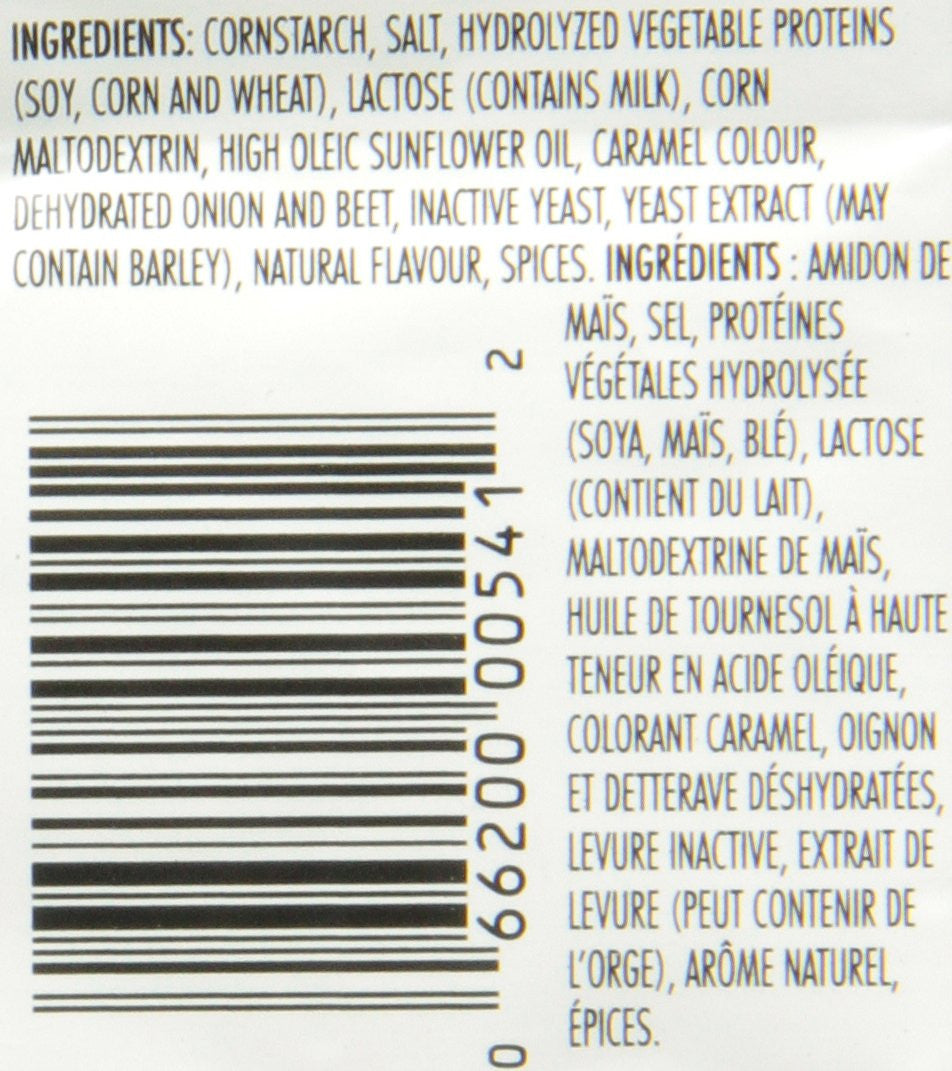 INGREDIENTS: CORNSTARCH, SALT, HYDROLYZED VEGETABLE PROTEINS
(SOY, CORN AND WHEAT), LACTOSE (CONTAINS MILK), CORN
MALTODEXTRIN, HIGH OLEIC SUNFLOWER OIL, CARAMEL COLOUR,
DEHYDRATED ONION AND BEET, INACTIVE YEAST, YEAST EXTRACT (MAY
CONTAIN BARLEY), NATURAL FLAVOUR, SPICES. INGRÉDIENTS : AMIDON DE
MAÏS, SEL, PROTÉINES
VÉGÉTALES HYDROLYSÉE
(SOYA, MAÏS, BLÉ), LACTOSE
(CONTIENT DU LAIT),
MALTODEXTRINE DE MAÏS,
HUILE DE TOURNESOL À HAUTE
TENEUR EN ACIDE OLÉIQUE,
COLORANT CARAMEL, OIGNON
ET DETTERAVE DÉSHYDRATÉES,
LEVURE INACTIVE, EXTRAIT DE
LEVURE (PEUT CONTENIR DE
L'ORGE), ARÔME NATUREL,
ÉPICES.
0 66200 00541 2